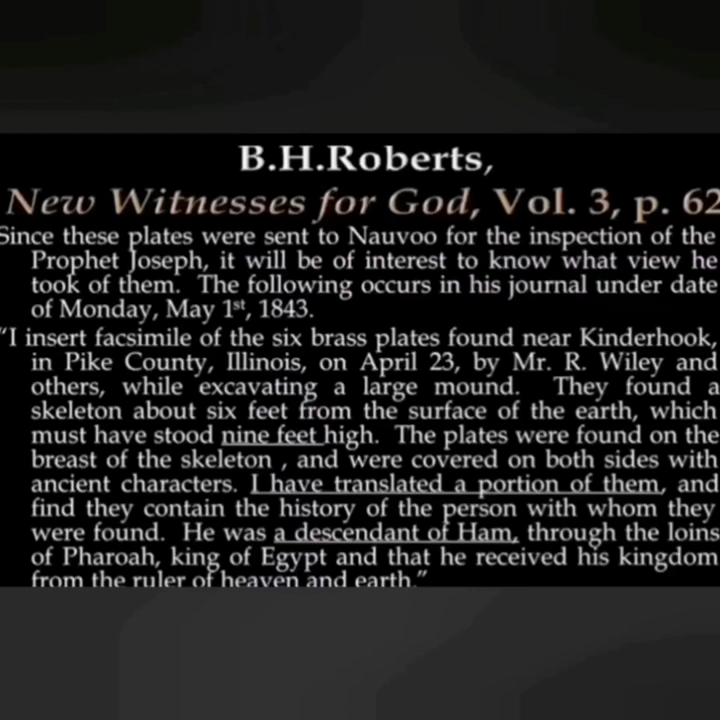 B.H.Roberts,
New Witnesses for God, Vol. 3, p. 62
Since these plates were sent to Nauvoo for the inspection of the
Prophet Joseph, it will be of interest to know what view he
took of them. The following occurs in his journal under date
of Monday, May 1st, 1843.
"I insert facsimile of the six brass plates found near Kinderhook,
in Pike County, Illinois, on April 23, by Mr. R. Wiley and
others, while excavating a large mound. They found a
skeleton about six feet from the surface of the earth, which
must have stood nine feet high. The plates were found on the
breast of the skeleton , and were covered on both sides with
ancient characters. I have translated a portion of them, and
find they contain the history of the person with whom they
were found. He was a descendant of Ham, through the loins
of Pharoah, king of Egypt and that he received his kingdom
from the ruler of heaven and earth."